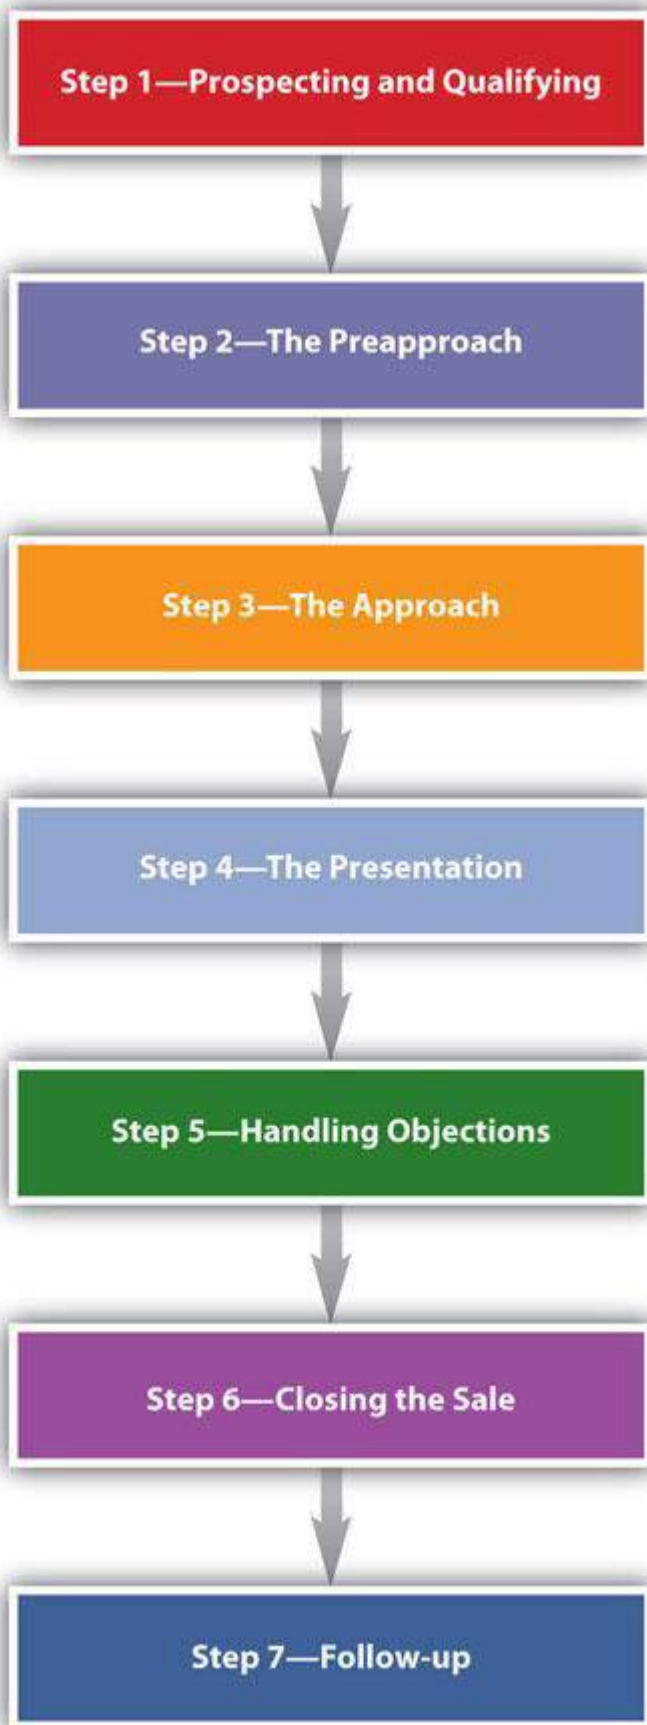 Step 1—Prospecting and Qualifying
Step 2—The Preapproach
Step 3—The Approach
Step 4—The Presentation
Step 5—Handling Objections
Step 6—Closing the Sale
Step 7—Follow-up